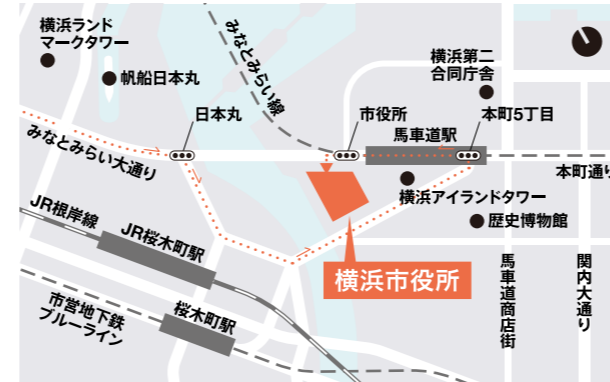 横浜ランド
マークタワー
帆船日本丸
みなとみらい線
横浜第二
合同庁舎
日本丸
市役所
本町5丁目
馬車道駅
みなとみらい大通り
本町通り
横浜アイランドタワー
歴史博物館
JR根岸線
JR桜木町駅
横浜市役所
馬車道商店街
関内大通り
市営地下鉄
ブルーライン
桜木町駅